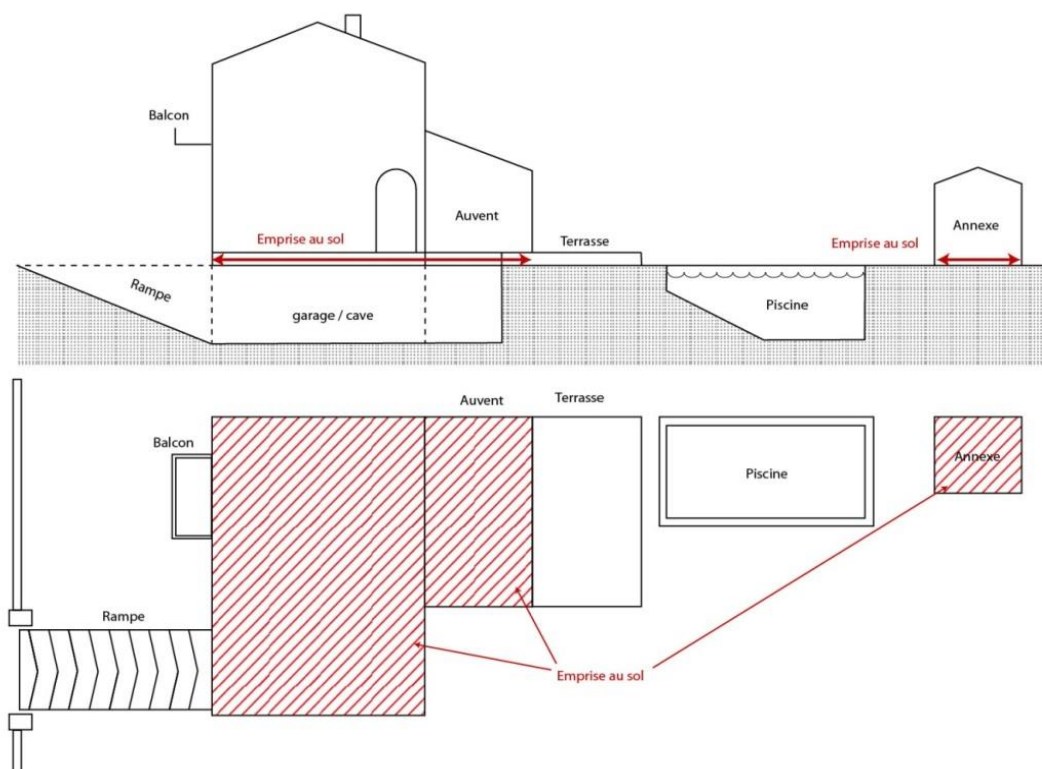 Balcon
Auvent
Emprise au sol
Terrasse
Emprise au sol
Annexe
Rampe
garage / cave
Piscine
Auvent
Terrasse
Balcon
Piscine
Annexe
Rampe
Emprise au sol